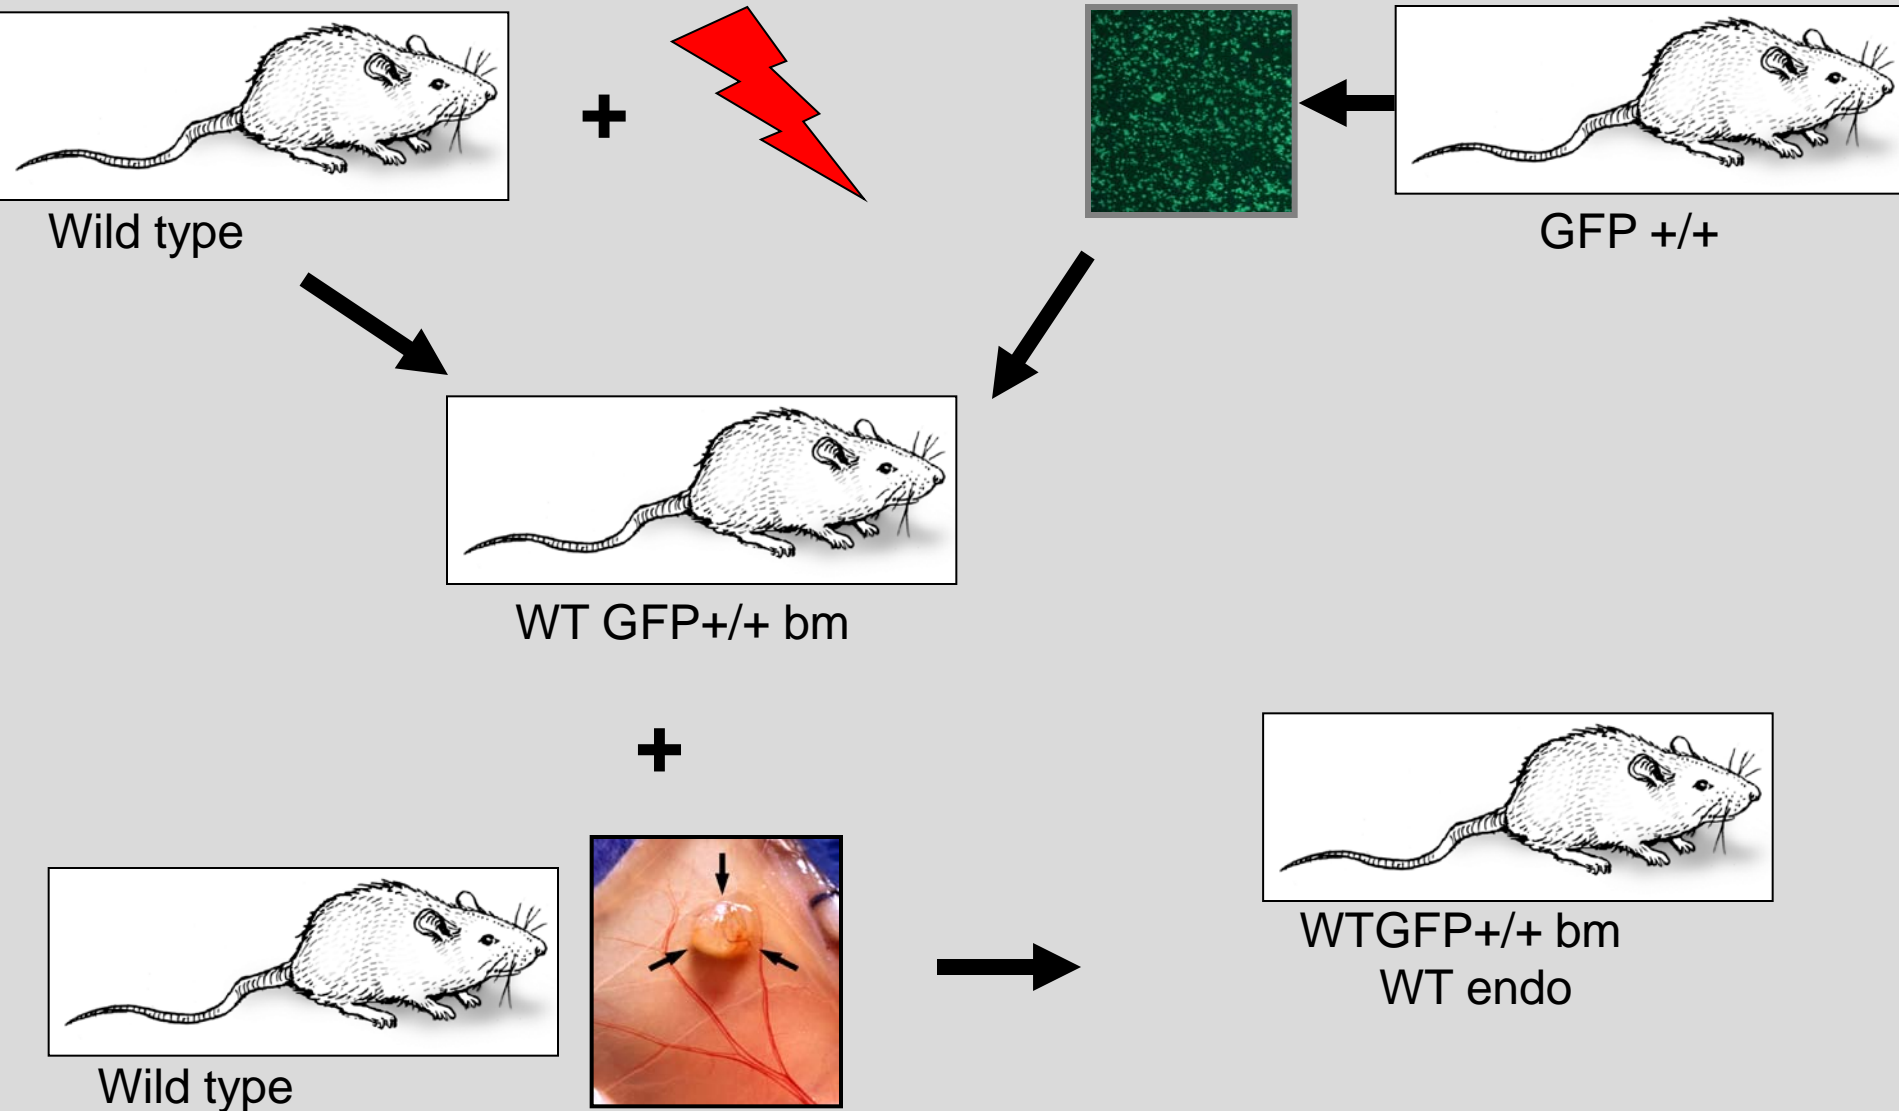 +
Wild type
GFP +/+
WT GFP+/+ bm
+
Wild type
WTGFP+/+ bm
WT endo